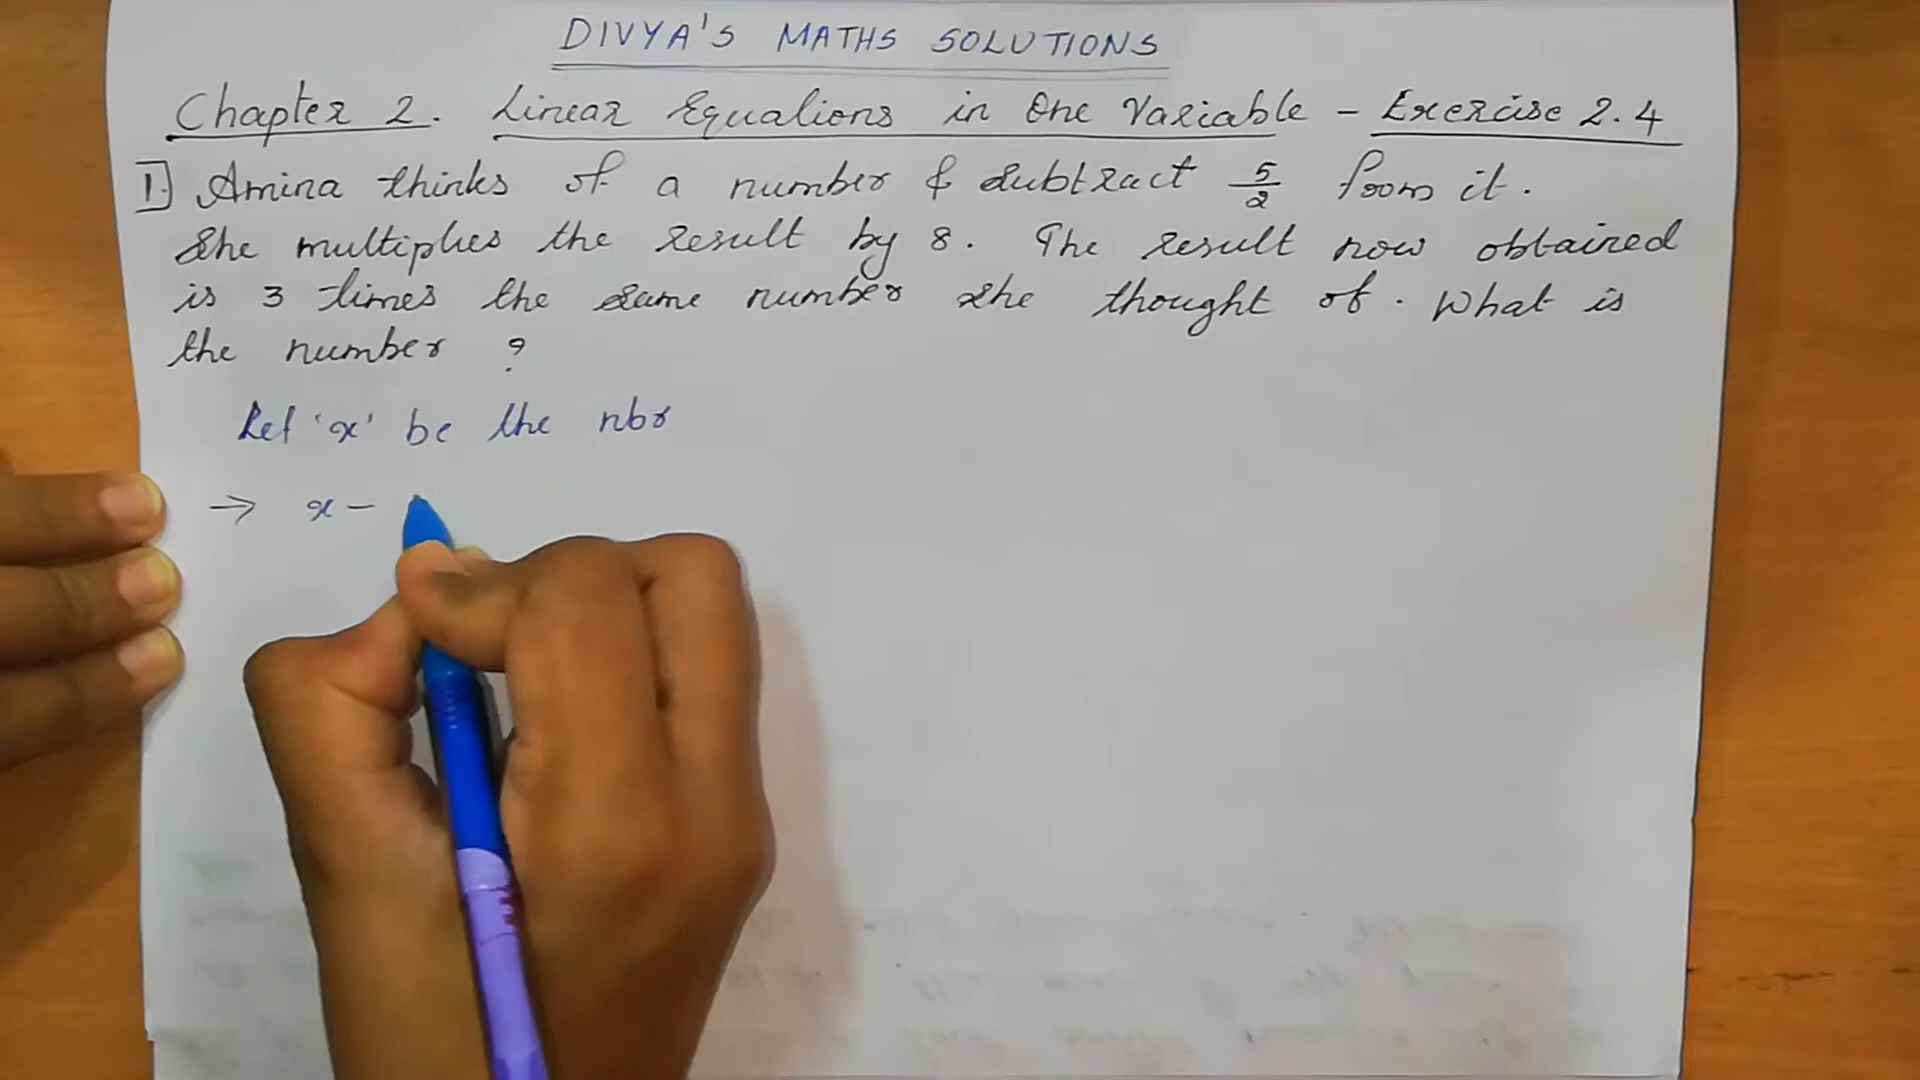 DIVYA'S MATHS SOLUTIONS
Chapter 2. Linear Equations in One Variable - Exercise 2.4
1. Amina thinks of a number & subtract 5/2 from it.
She multiplies the result by 8. The result now obtained
is 3 times the same number she thought of. What is
the number ?
Let 'x' be the nbr
→ x -